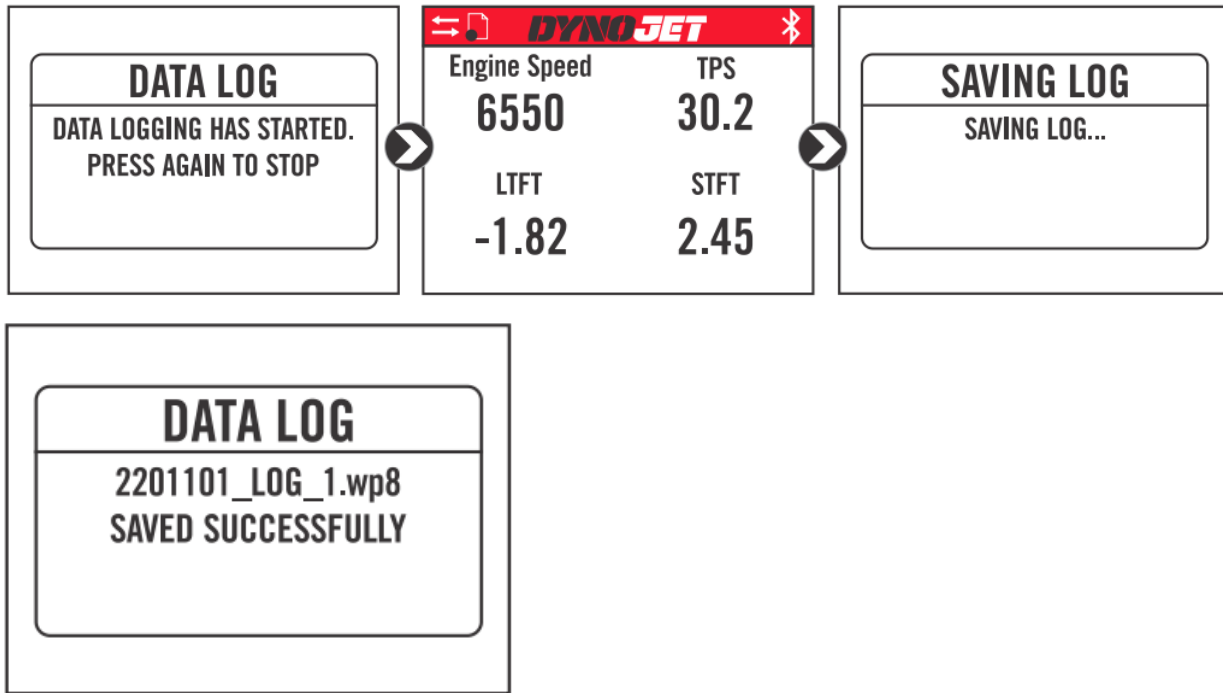 DATA LOG
DATA LOGGING HAS STARTED.
PRESS AGAIN TO STOP
DYNOJET
Engine Speed TPS
6550 30.2
LTFT STFT
-1.82 2.45
SAVING LOG
SAVING LOG...
DATA LOG
2201101_LOG_1.wp8
SAVED SUCCESSFULLY